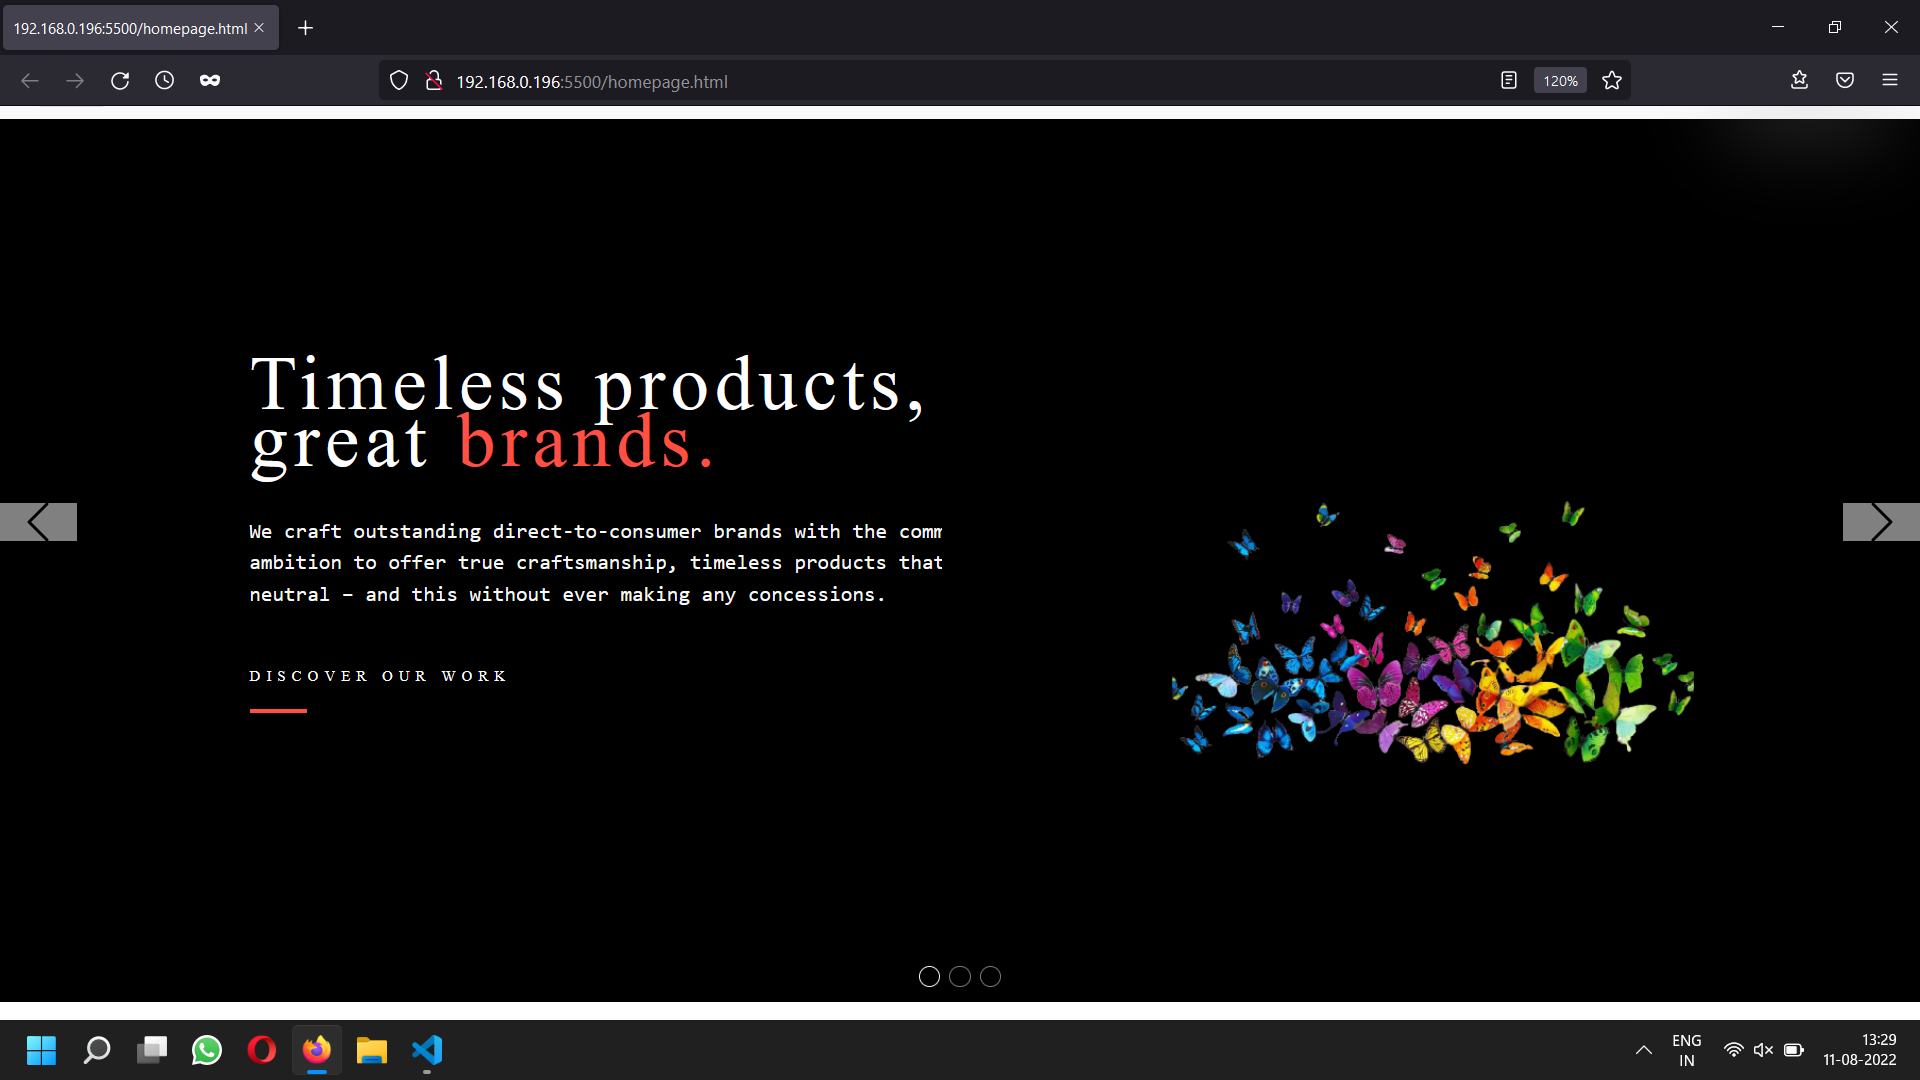 192.168.0.196:5500/homepage.html
192.168.0.196:5500/homepage.html
120%
Timeless products,
great brands.
We craft outstanding direct-to-consumer brands with the comm
ambition to offer true craftsmanship, timeless products that
neutral – and this without ever making any concessions.
DISCOVER OUR WORK
ENG
IN
13:29
11-08-2022